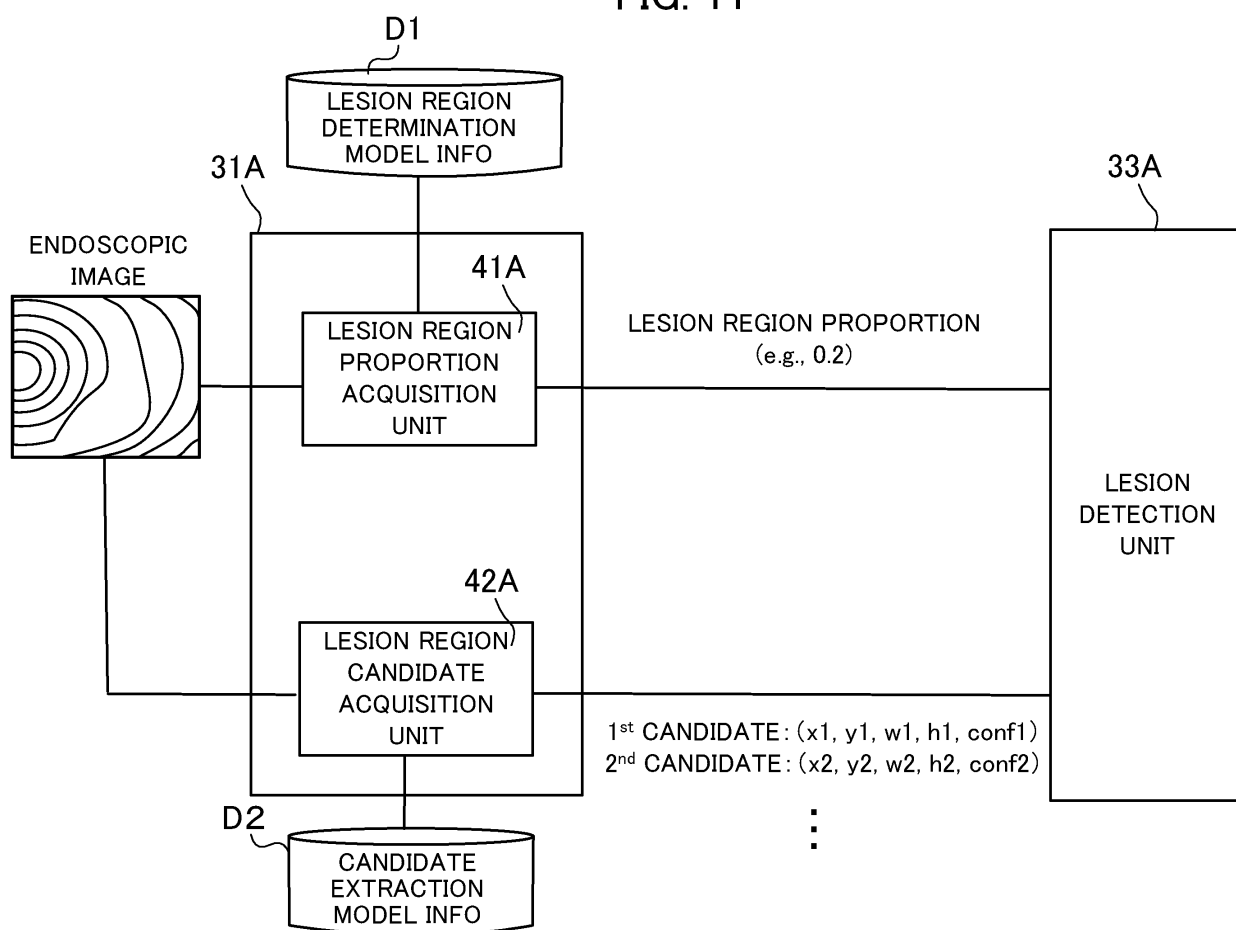 D1
LESION REGION
DETERMINATION
MODEL INFO
31A
33A
ENDOSCOPIC
IMAGE
41A
LESION REGION
PROPORTION
ACQUISITION
UNIT
LESION REGION PROPORTION
(e.g., 0.2)
LESION
DETECTION
UNIT
42A
LESION REGION
CANDIDATE
ACQUISITION
UNIT
1st CANDIDATE: (x1, y1, w1, h1, conf1)
2nd CANDIDATE: (x2, y2, w2, h2, conf2)
⋮
D2
CANDIDATE
EXTRACTION
MODEL INFO